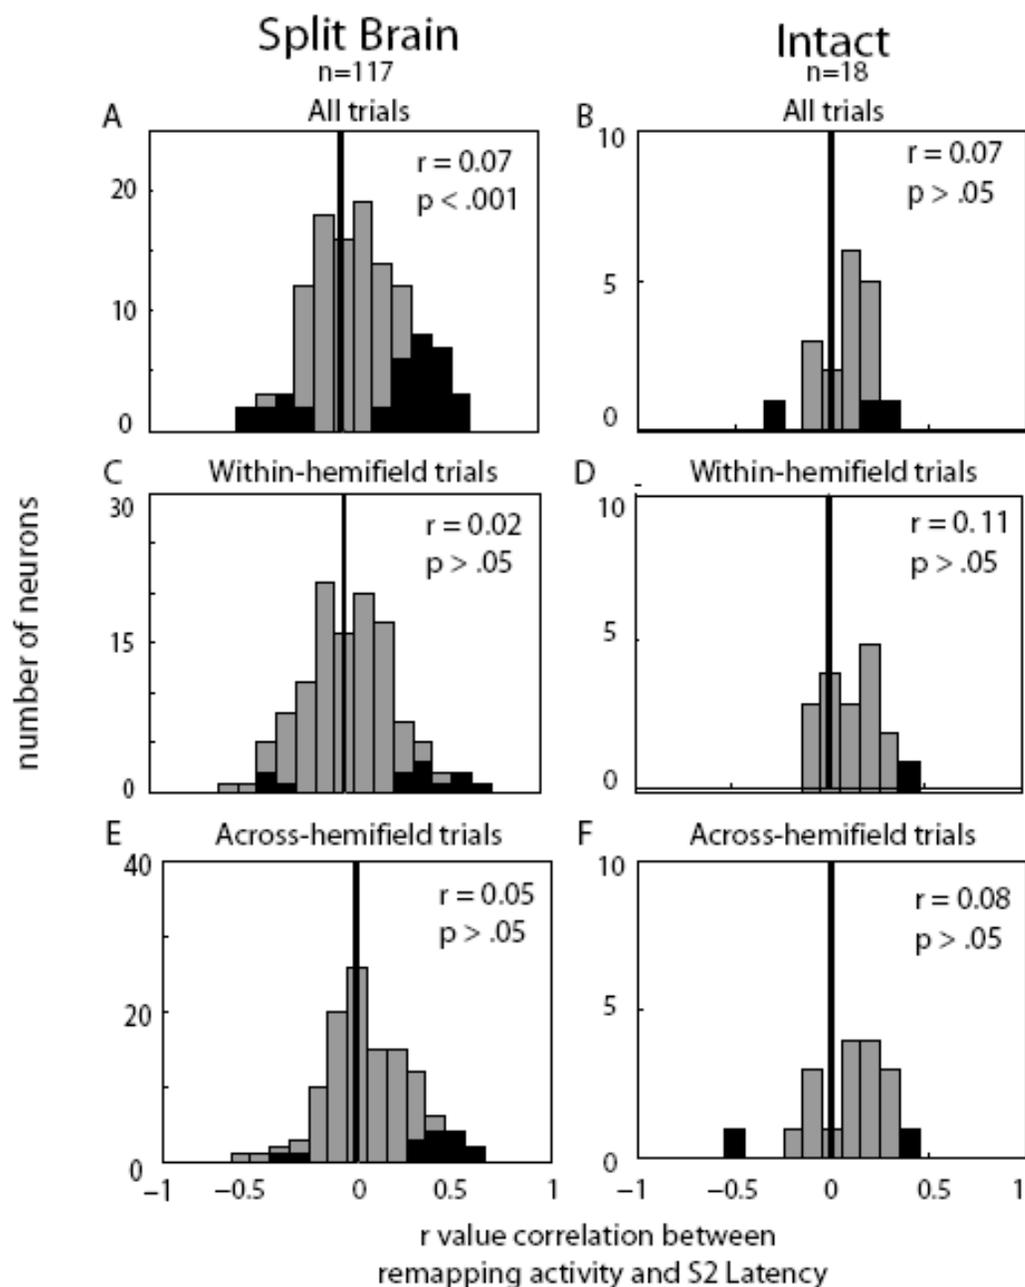 Split Brain
n=117
Intact
n=18
A
All trials
r = 0.07
p < .001
20
10
0
B
All trials
r = 0.07
p > .05
10
5
0
C
Within-hemifield trials
r = 0.02
p > .05
30
15
0
D
Within-hemifield trials
r = 0.11
p > .05
10
5
0
number of neurons
E
Across-hemifield trials
r = 0.05
p > .05
40
20
0
−1 −0.5 0 0.5 1
F
Across-hemifield trials
r = 0.08
p > .05
10
5
0
−1 −0.5 0 0.5 1
r value correlation between
remapping activity and S2 Latency